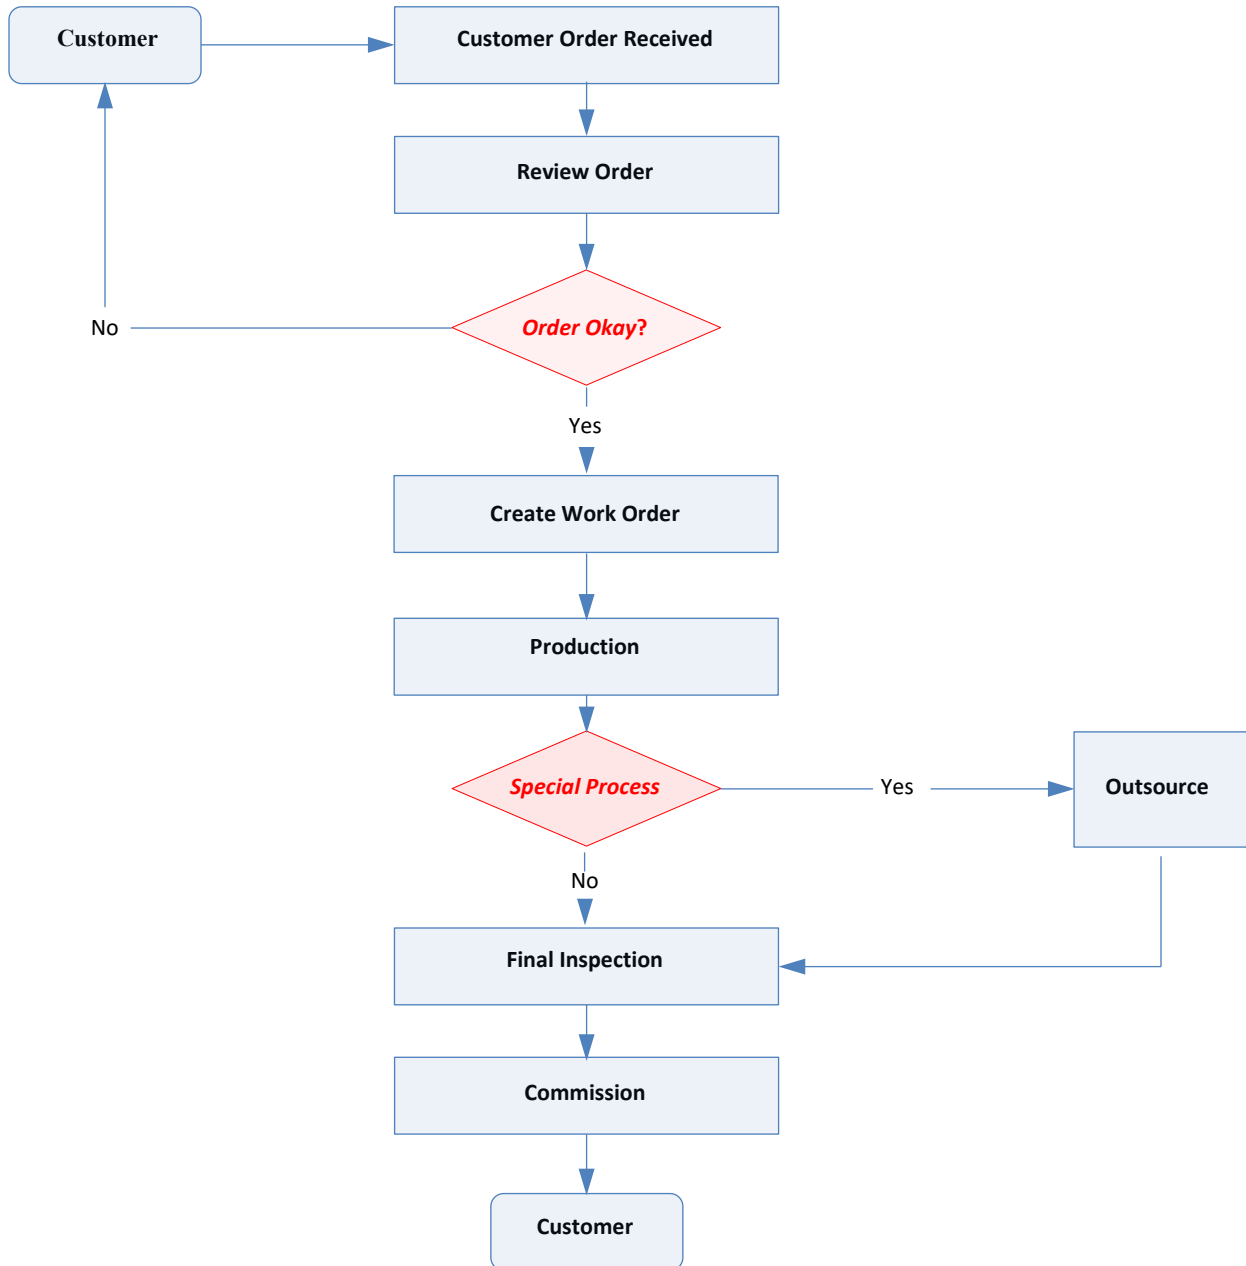 Customer
Customer Order Received
Review Order
Order Okay?
No
Yes
Create Work Order
Production
Special Process
Yes
Outsource
No
Final Inspection
Commission
Customer